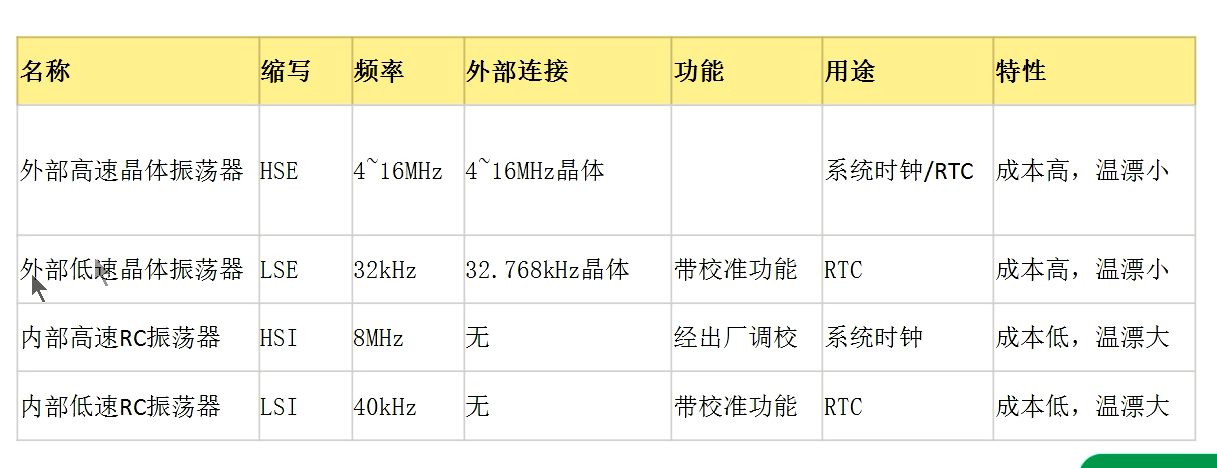 名称 缩写 频率 外部连接 功能 用途 特性
外部高速晶体振荡器 HSE 4~16MHz 4~16MHz晶体 系统时钟/RTC 成本高，温漂小
外部低速晶体振荡器 LSE 32kHz 32.768kHz晶体 带校准功能 RTC 成本高，温漂小
内部高速RC振荡器 HSI 8MHz 无 经出厂调校 系统时钟 成本低，温漂大
内部低速RC振荡器 LSI 40kHz 无 带校准功能 RTC 成本低，温漂大